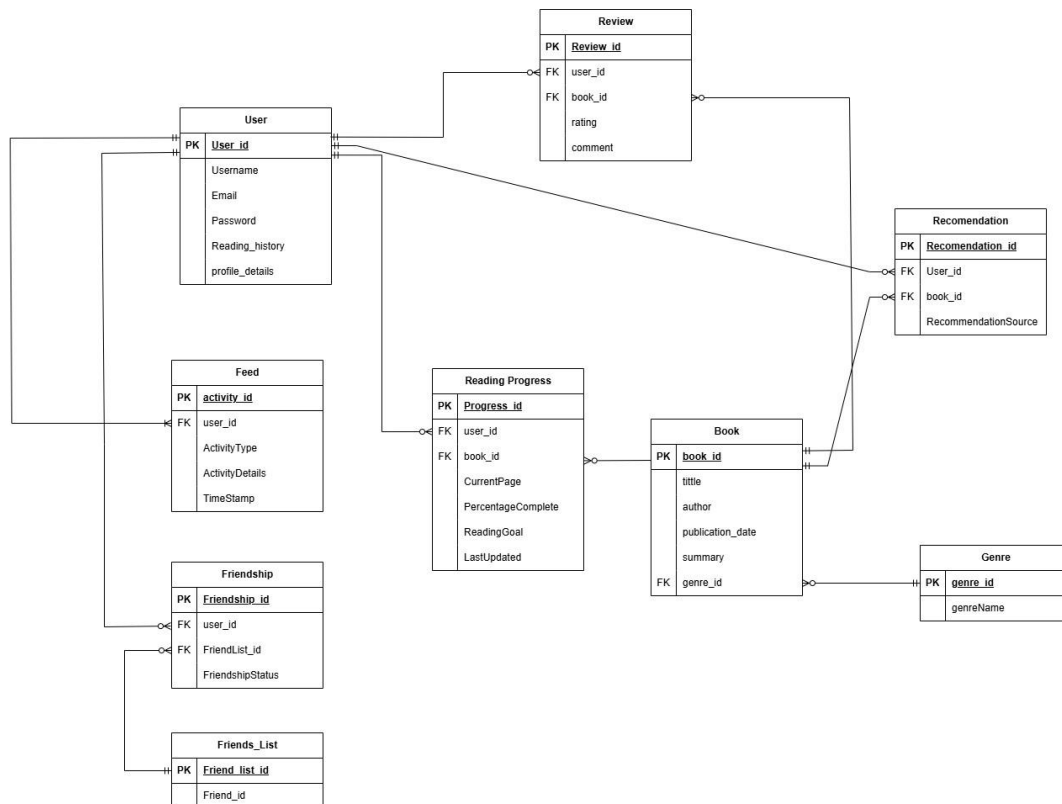 Review
PK Review_id
FK user_id
FK book_id
rating
comment
User
PK User_id
Username
Email
Password
Reading_history
profile_details
Recomendation
PK Recomendation_id
FK User_id
FK book_id
RecommendationSource
Feed
PK activity_id
FK user_id
ActivityType
ActivityDetails
TimeStamp
Reading Progress
PK Progress_id
FK user_id
FK book_id
CurrentPage
PercentageComplete
ReadingGoal
LastUpdated
Book
PK book_id
tittle
author
publication_date
summary
FK genre_id
Genre
PK genre_id
genreName
Friendship
PK Friendship_id
FK user_id
FK FriendList_id
FriendshipStatus
Friends_List
PK Friend_list_id
Friend_id